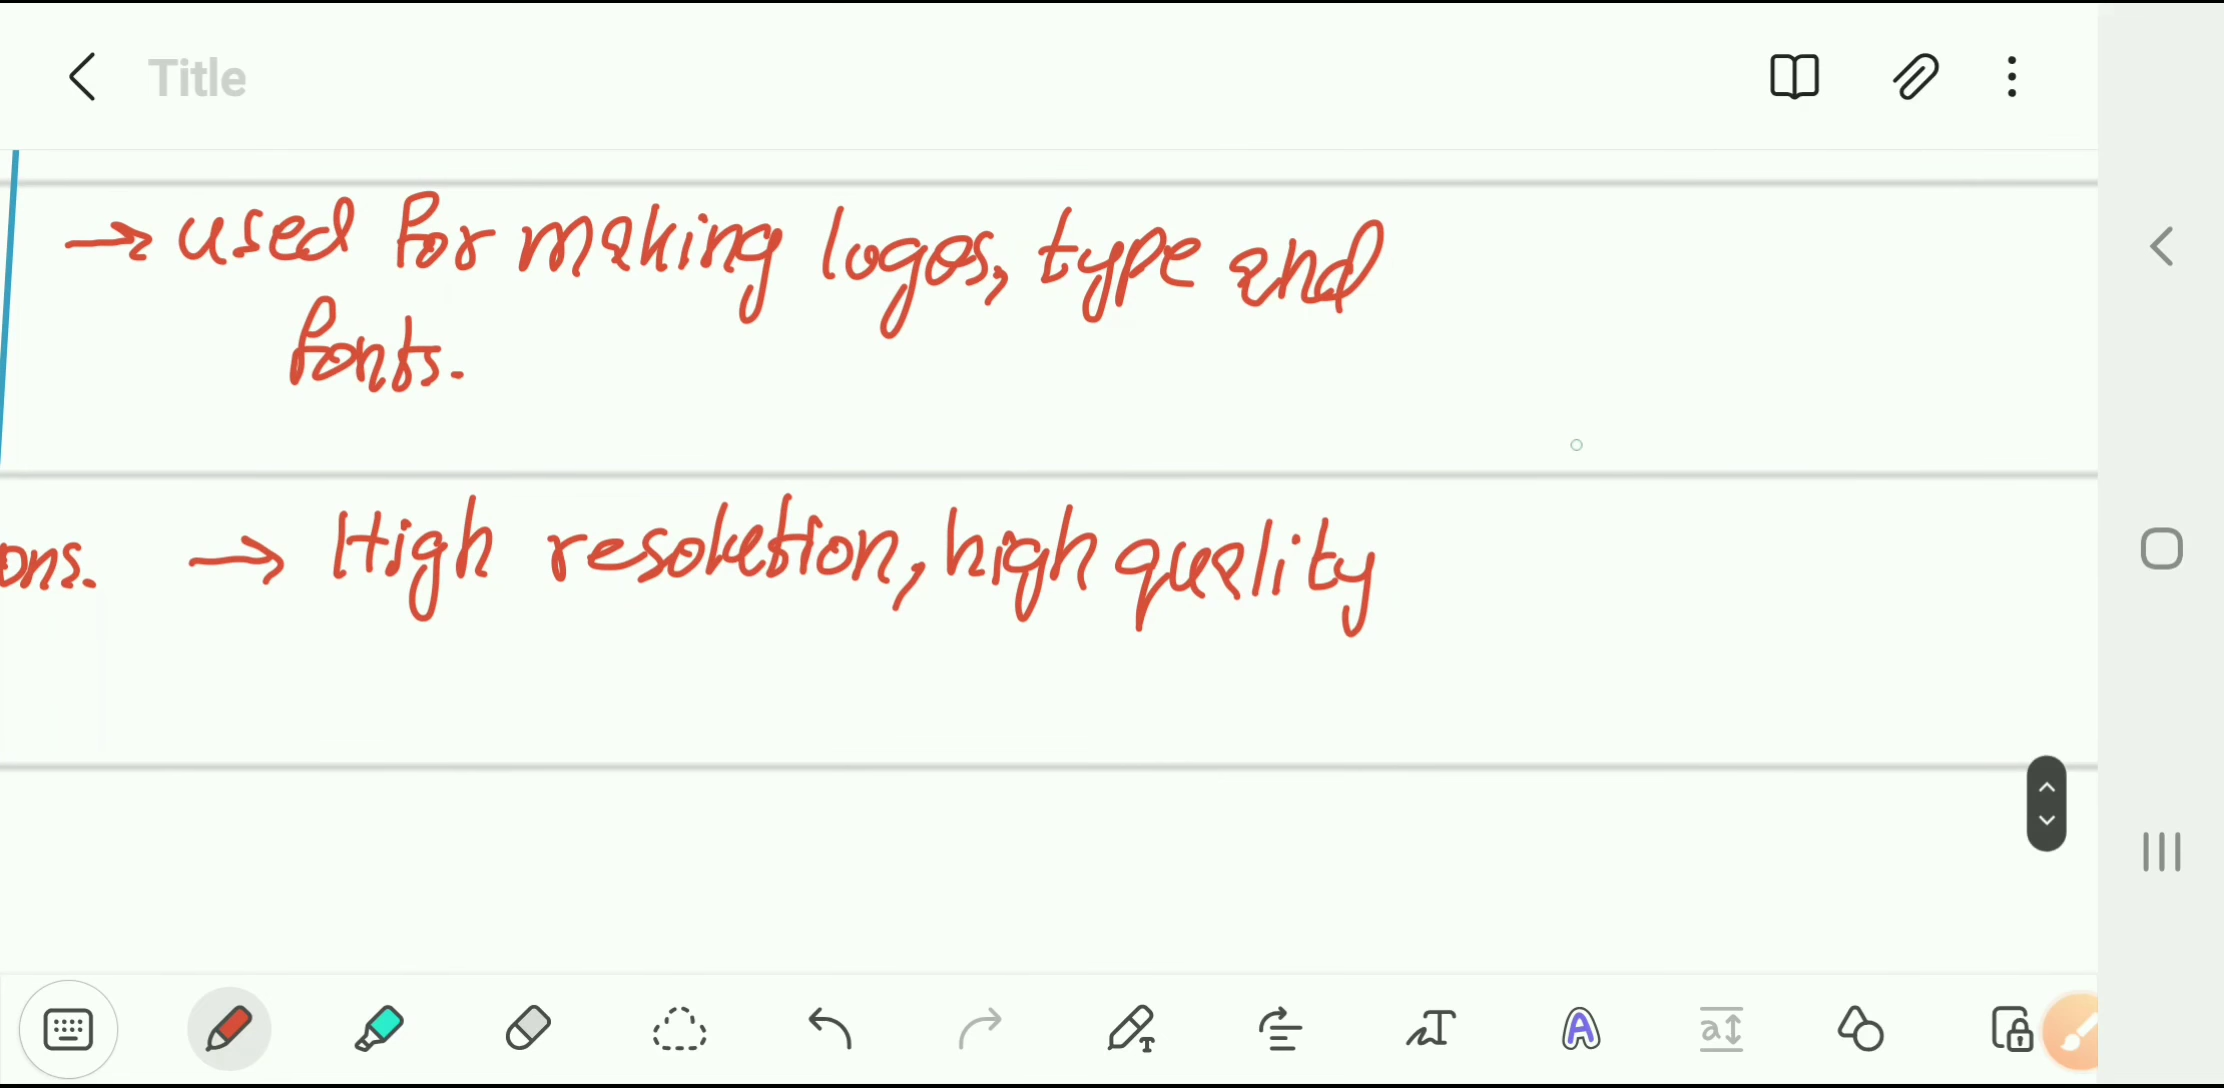 Title
→ used for making logos, type and
fonts.
ons. → High resolution, high quality